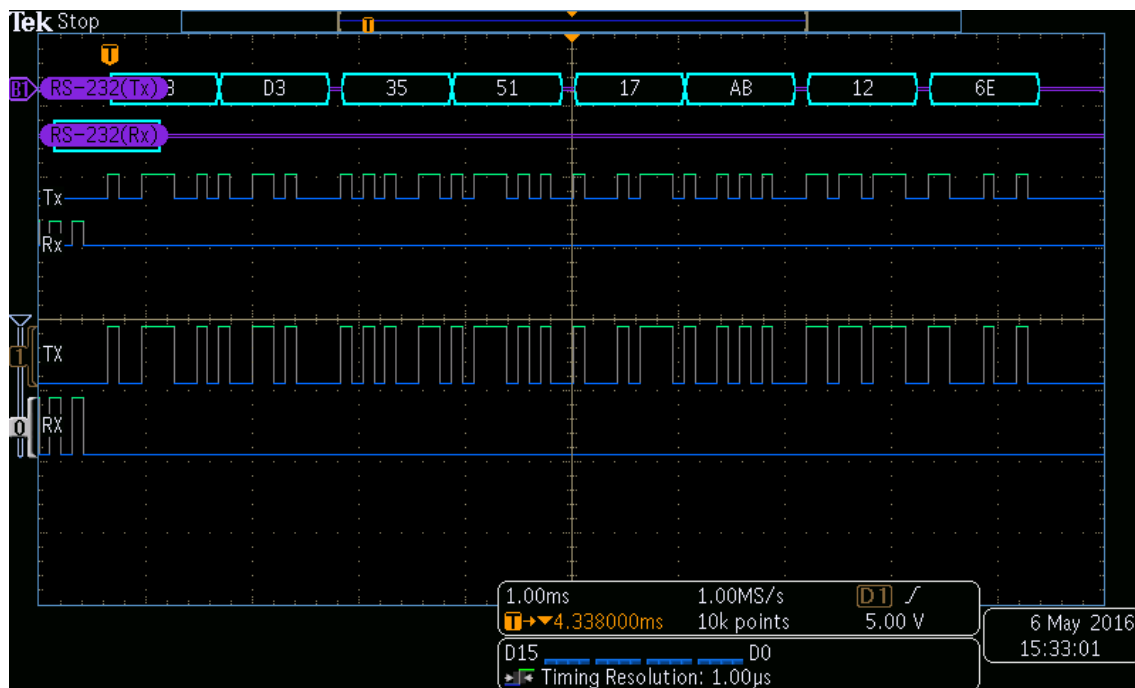 Tek Stop
T
T
B1 RS-232(Tx) D3 35 51 17 AB 12 6E
RS-232(Rx)
Tx
Rx
1 TX
0 RX
1.00ms 1.00MS/s D1
T→▼4.338000ms 10k points 5.00 V
D15 D0
Timing Resolution: 1.00µs
6 May 2016
15:33:01